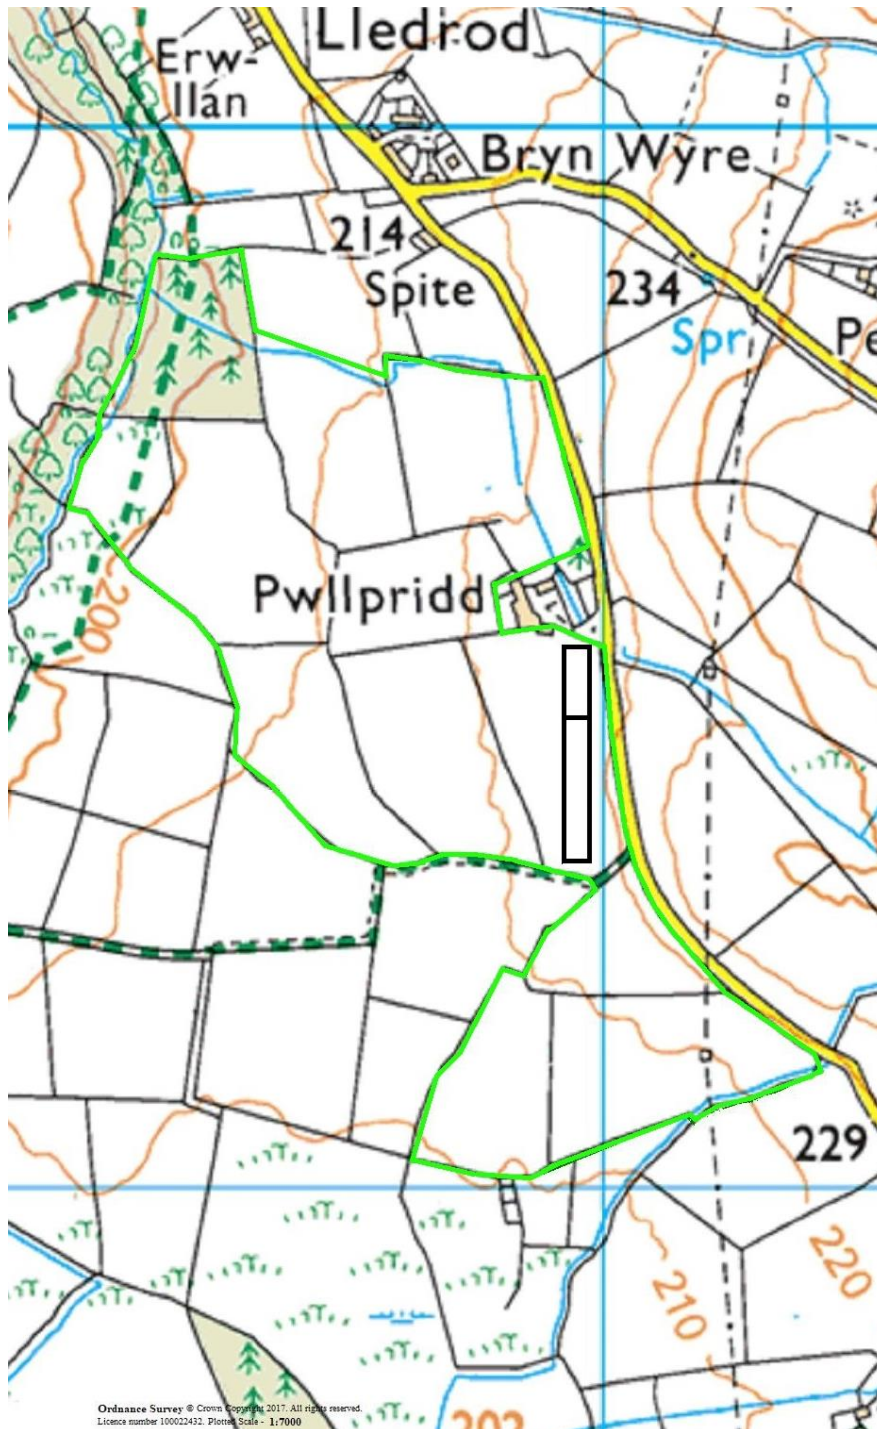 Lledrod
Erw-
llan
Bryn Wyre
214
Spite
234
Spr
Pe
Pwllpridd
200
229
220
210
202
Ordnance Survey © Crown Copyright 2017. All rights reserved.
Licence number 100022432. Plotted Scale - 1:7000